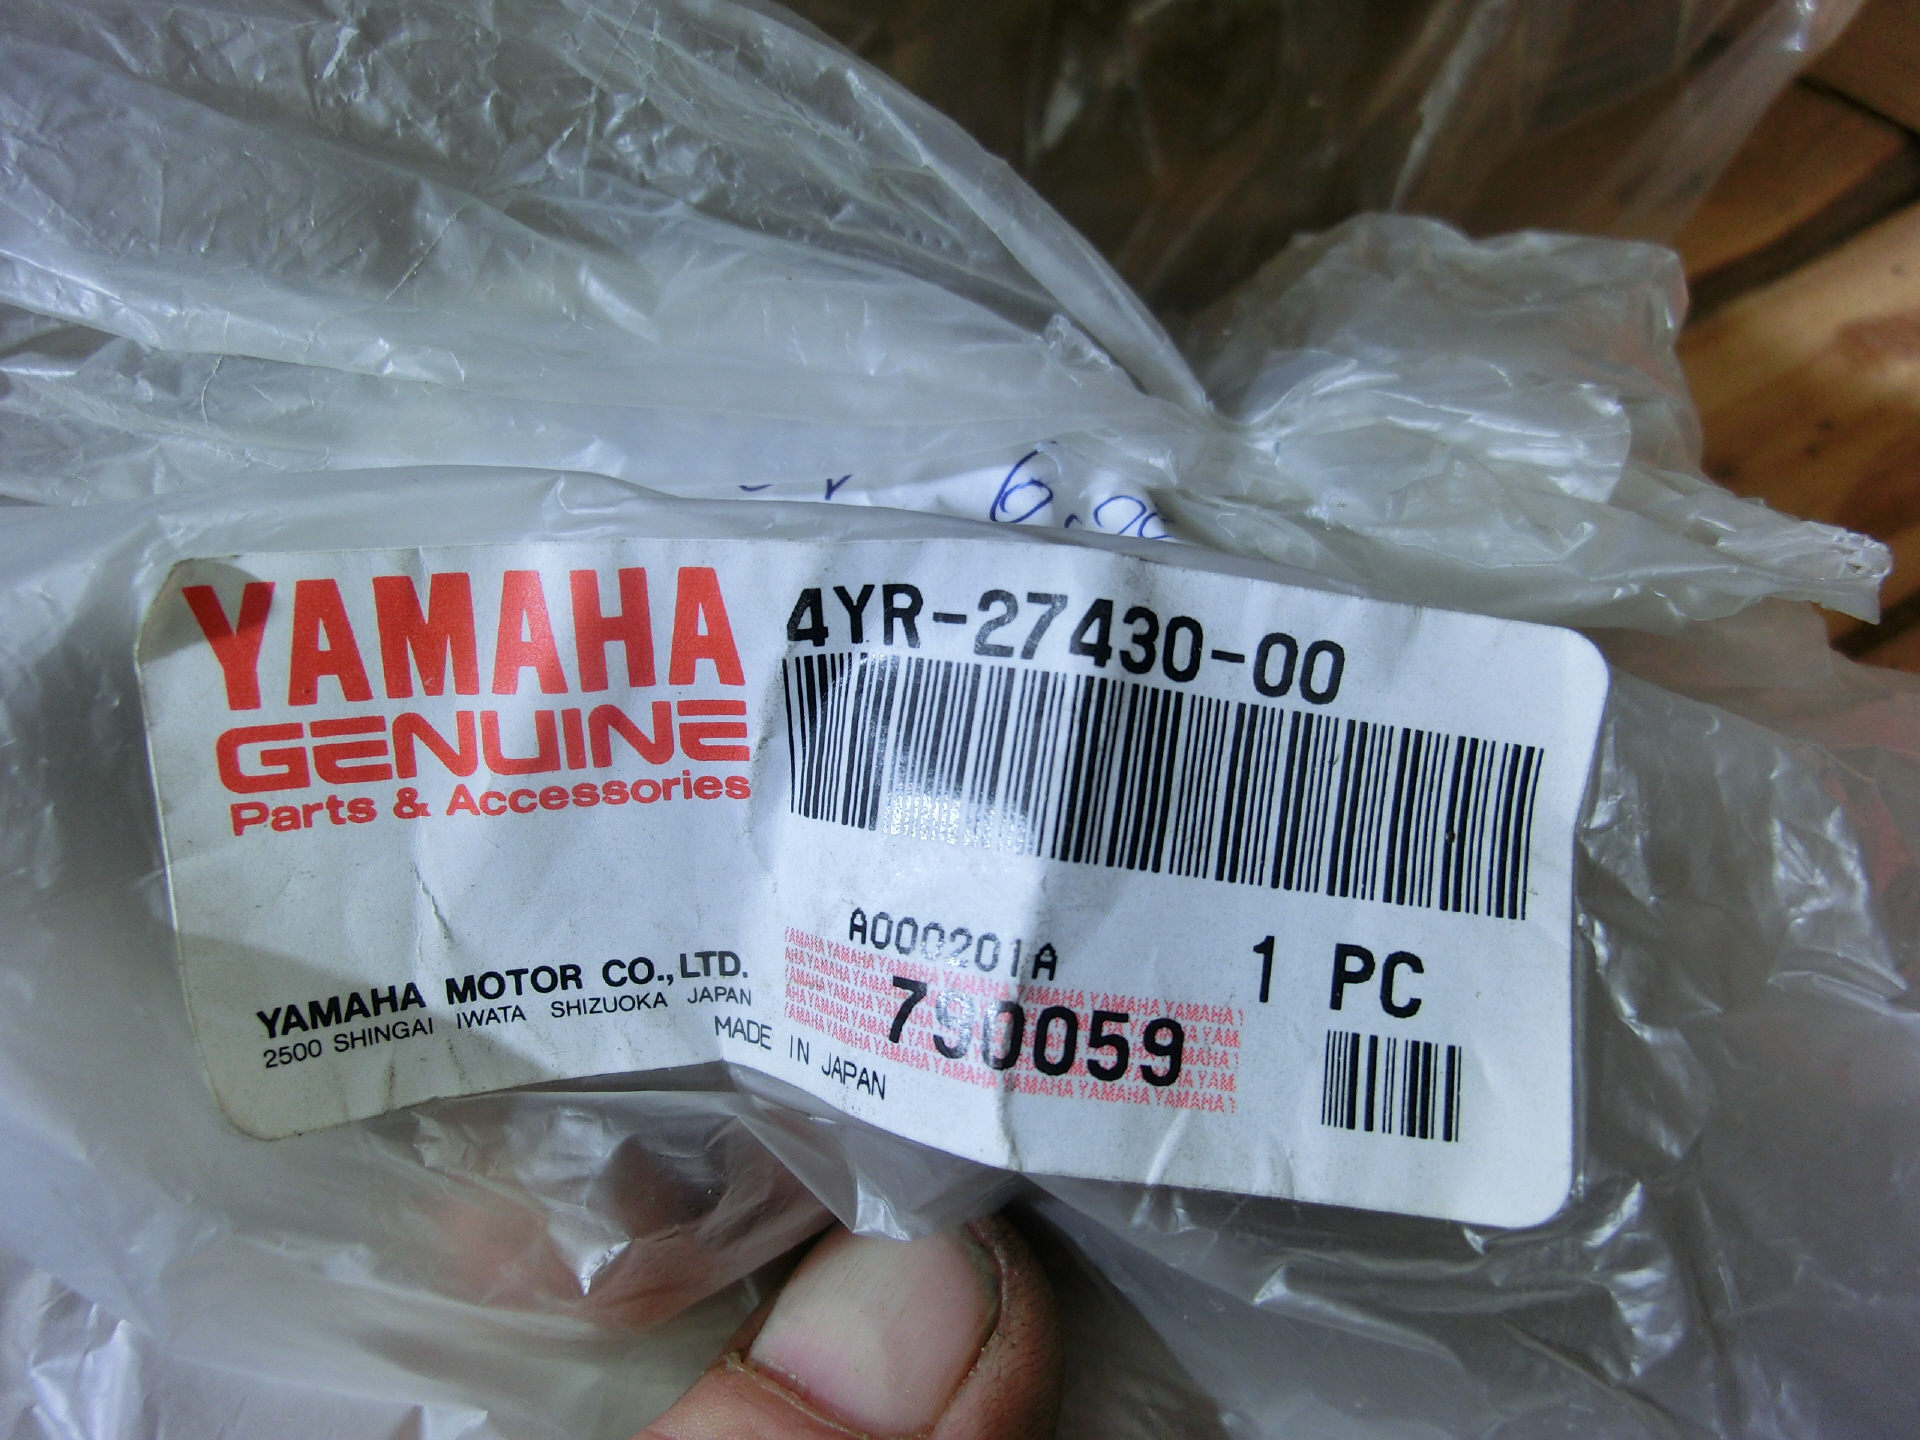 YAMAHA
GENUINE
Parts & Accessories
YAMAHA MOTOR CO., LTD.
2500 SHINGAI IWATA SHIZUOKA JAPAN
MADE IN JAPAN
4YR-27430-00
A000201A
790059
1 PC